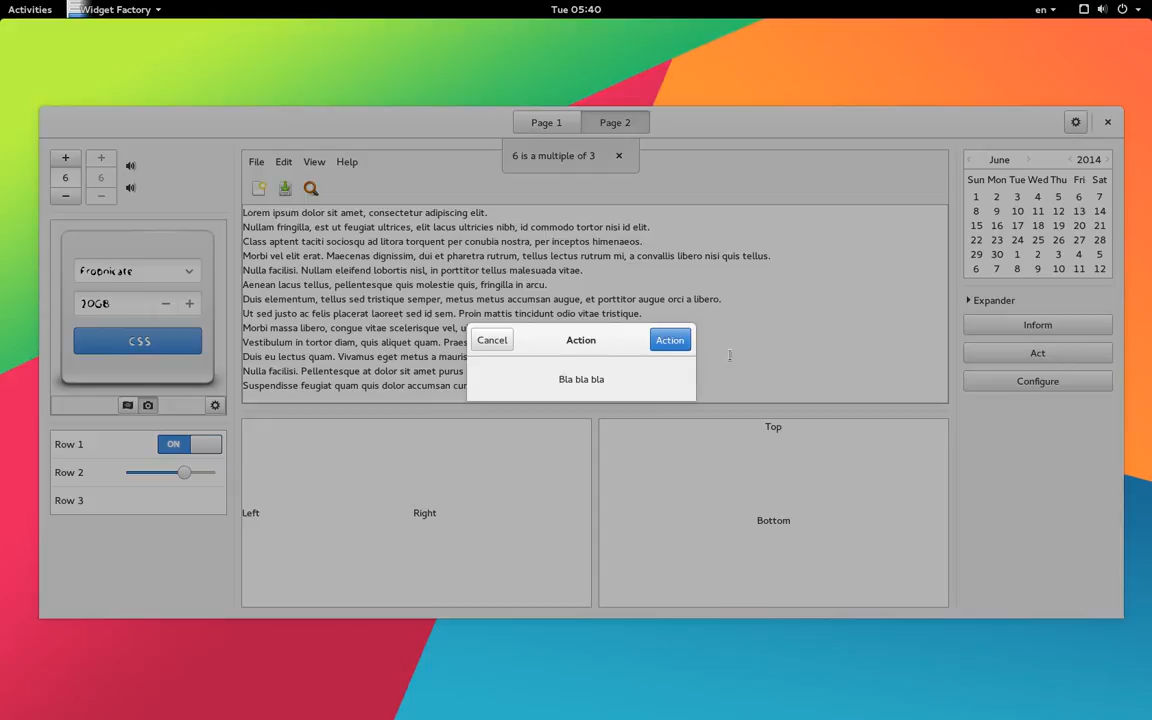 Activities
Widget Factory
Tue 05:40
en
Page 1
Page 2
6 is a multiple of 3
6
6
File Edit View Help
Lorem ipsum dolor sit amet, consectetur adipiscing elit.
Nullam fringilla, est ut feugiat ultrices, elit lacus ultricies nibh, id commodo tortor nisi id elit.
Class aptent taciti sociosqu ad litora torquent per conubia nostra, per inceptos himenaeos.
Morbi vel elit erat. Maecenas dignissim, dui et pharetra rutrum, tellus lectus rutrum mi, a convallis libero nisi quis tellus.
Nulla facilisi. Nullam eleifend lobortis nisl, in porttitor tellus malesuada vitae.
Aenean lacus tellus, pellentesque quis molestie quis, fringilla in arcu.
Duis elementum, tellus sed tristique semper, metus metus accumsan augue, et porttitor augue orci a libero.
Ut sed justo ac felis placerat laoreet sed id sem. Proin mattis tincidunt odio vitae tristique.
Morbi massa libero, congue vitae scelerisque vel, u
Vestibulum in tortor diam, quis aliquet quam. Praes
Duis eu lectus quam. Vivamus eget metus a mauris
Nulla facilisi. Pellentesque at dolor sit amet purus
Suspendisse feugiat quam quis dolor accumsan cur
Cancel
Action
Action
Bla bla bla
CSS
Row 1
ON
Row 2
Row 3
Left
Right
Top
Bottom
June 2014
Sun Mon Tue Wed Thu Fri Sat
1 2 3 4 5 6 7
8 9 10 11 12 13 14
15 16 17 18 19 20 21
22 23 24 25 26 27 28
29 30 1 2 3 4 5
6 7 8 9 10 11 12
Expander
Inform
Act
Configure